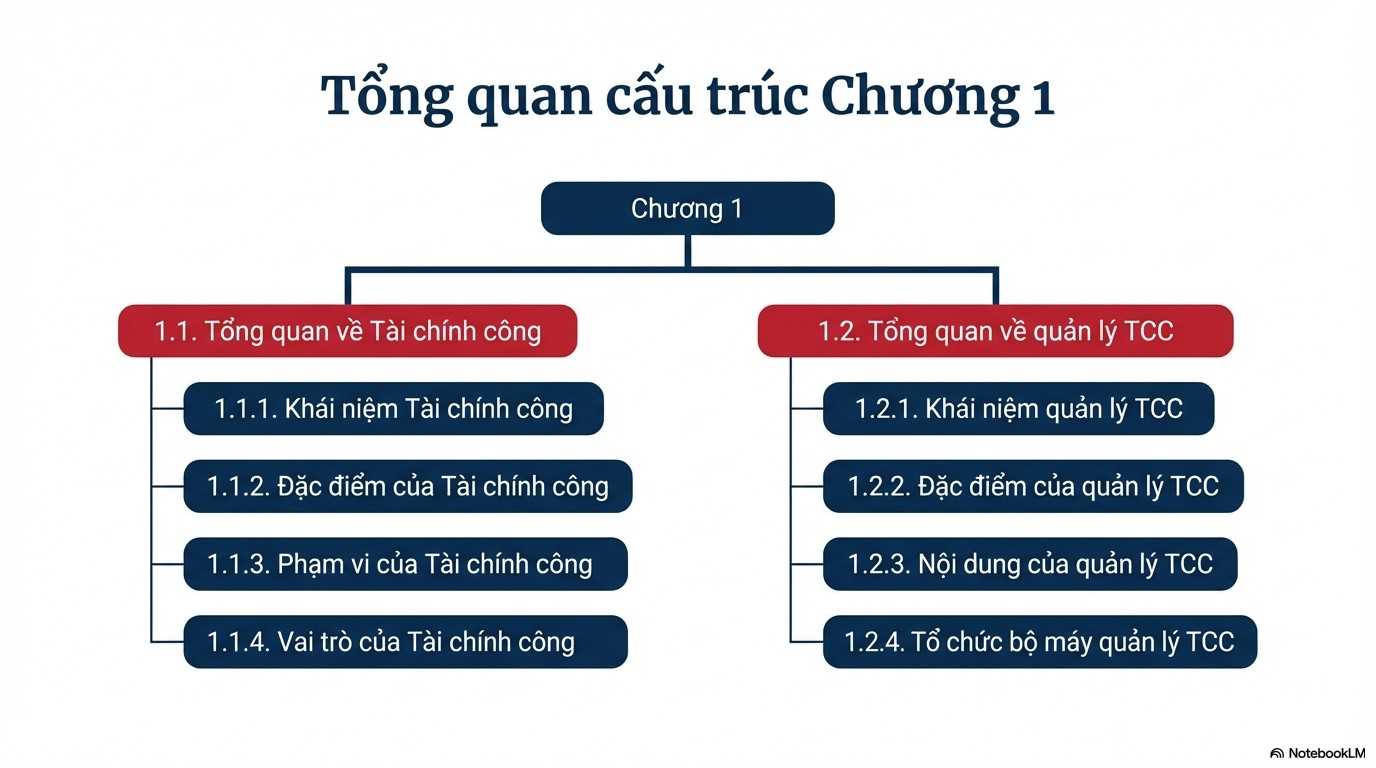 Tổng quan cấu trúc Chương 1
Chương 1
1.1. Tổng quan về Tài chính công
1.1.1. Khái niệm Tài chính công
1.1.2. Đặc điểm của Tài chính công
1.1.3. Phạm vi của Tài chính công
1.1.4. Vai trò của Tài chính công
1.2. Tổng quan về quản lý TCC
1.2.1. Khái niệm quản lý TCC
1.2.2. Đặc điểm của quản lý TCC
1.2.3. Nội dung của quản lý TCC
1.2.4. Tổ chức bộ máy quản lý TCC
NotebookLM